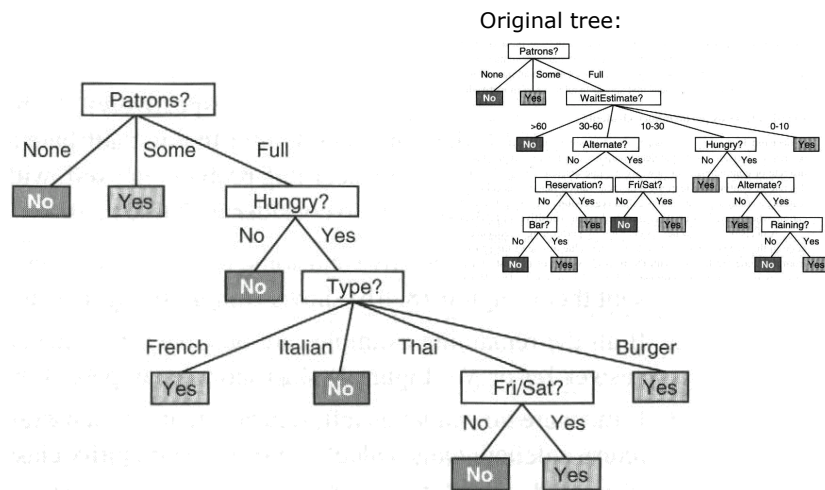 Original tree:
Patrons?
None Some Full
No Yes WaitEstimate?
>60 30-60 10-30 0-10
No Alternate? Hungry? Yes
No Yes No Yes
Reservation? Fri/Sat? Yes Alternate?
No Yes No Yes No Yes
Bar? Yes No Yes Yes Raining?
No Yes No Yes
No Yes No Yes
Patrons?
None Some Full
No Yes Hungry?
No Yes
No Type?
French Italian Thai Burger
Yes No Fri/Sat? Yes
No Yes
No Yes